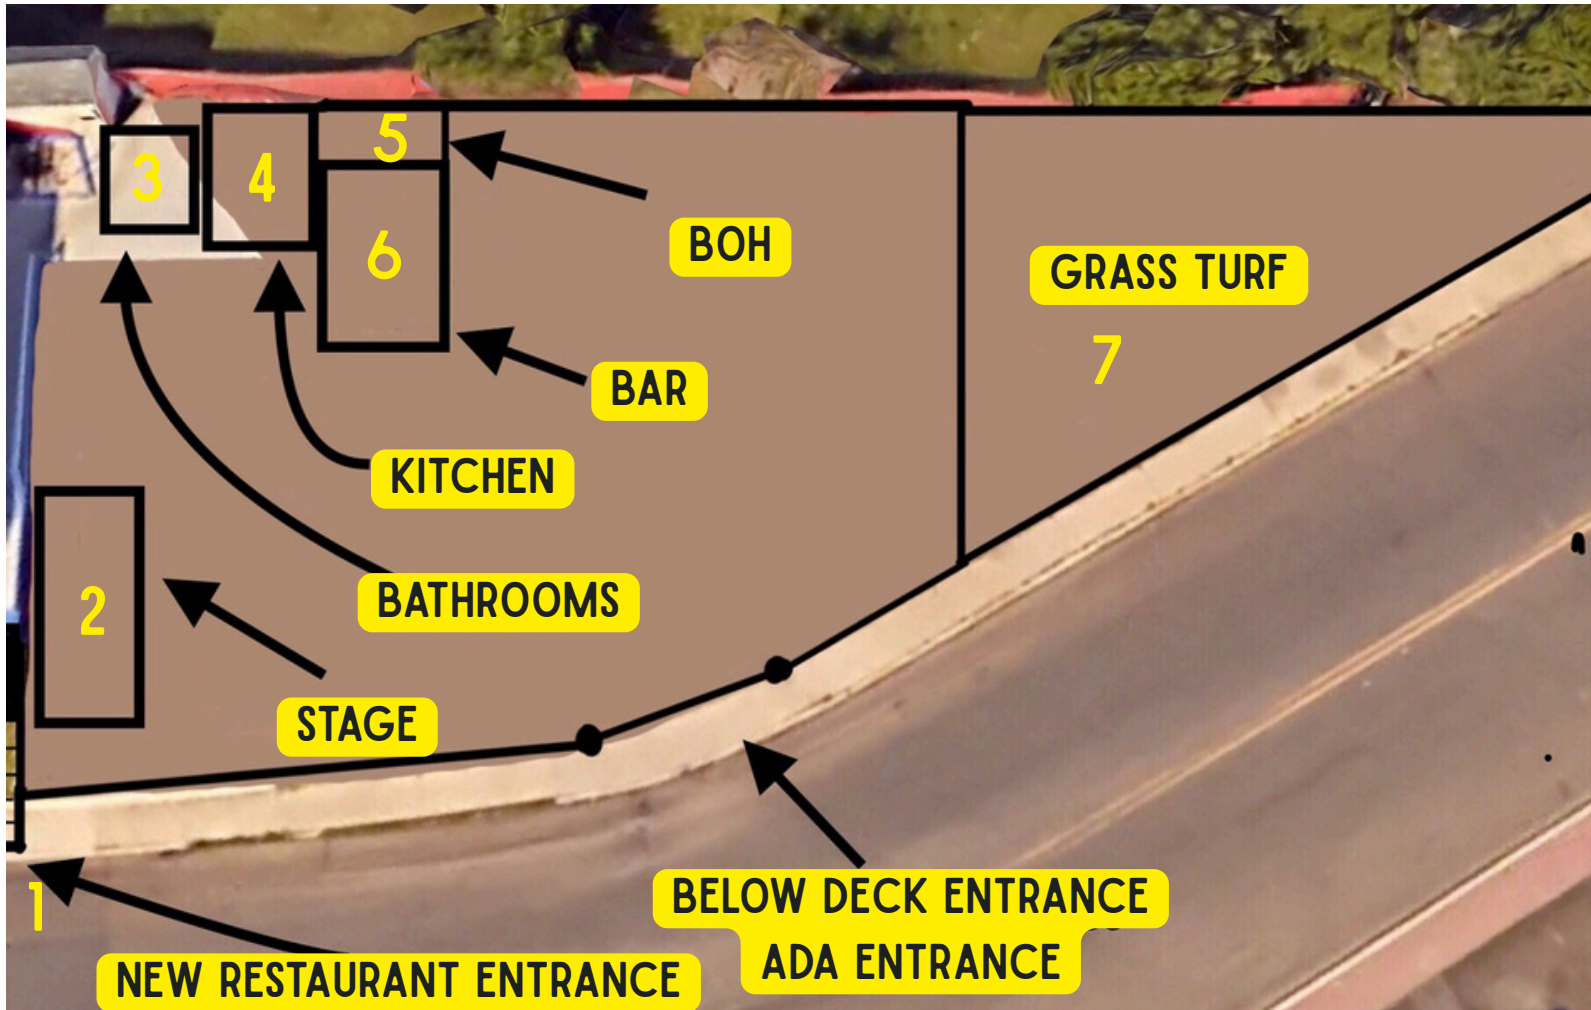 5
3
4
6
BOH
GRASS TURF
7
BAR
KITCHEN
2
BATHROOMS
STAGE
1
BELOW DECK ENTRANCE
ADA ENTRANCE
NEW RESTAURANT ENTRANCE